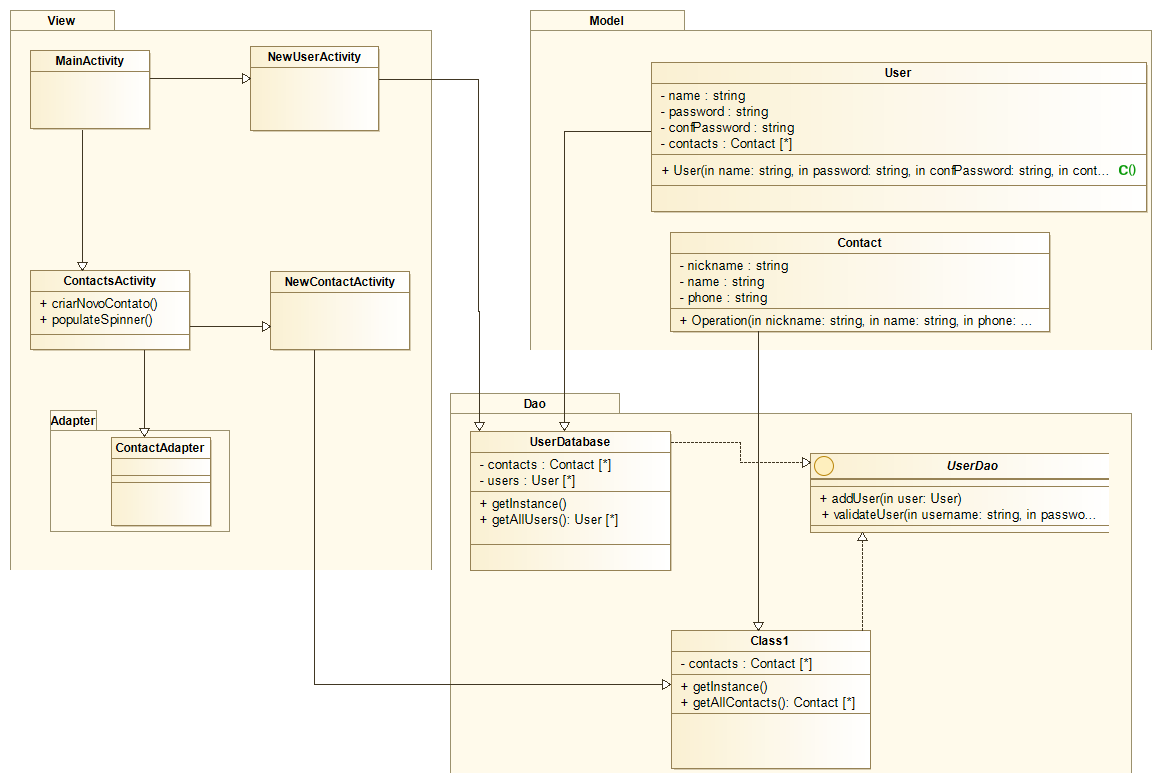 View
MainActivity
NewUserActivity
ContactsActivity
+ criarNovoContato()
+ populateSpinner()
NewContactActivity
Adapter
ContactAdapter
Model
User
- name : string
- password : string
- confPassword : string
- contacts : Contact [*]
+ User(in name: string, in password: string, in confPassword: string, in cont... C()
Contact
- nickname : string
- name : string
- phone : string
+ Operation(in nickname: string, in name: string, in phone: ...
Dao
UserDatabase
- contacts : Contact [*]
- users : User [*]
+ getInstance()
+ getAllUsers(): User [*]
UserDao
+ addUser(in user: User)
+ validateUser(in username: string, in passwo...
Class1
- contacts : Contact [*]
+ getInstance()
+ getAllContacts(): Contact [*]